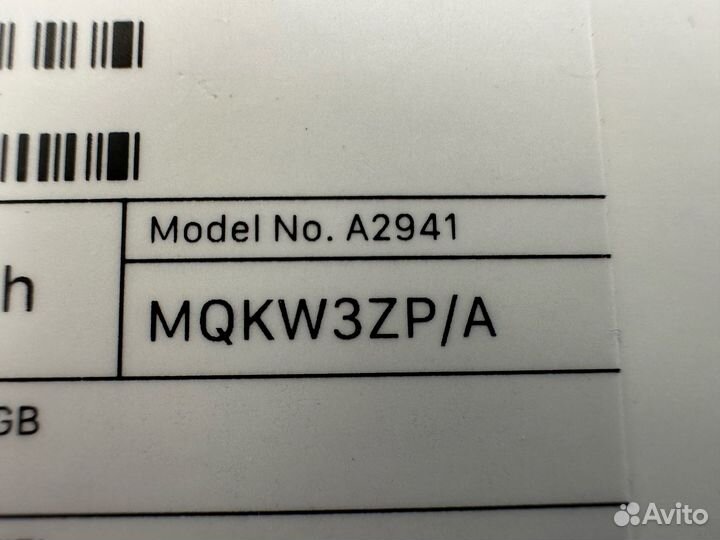 Model No. A2941
h
MQKW3ZP/A
GB
Avito